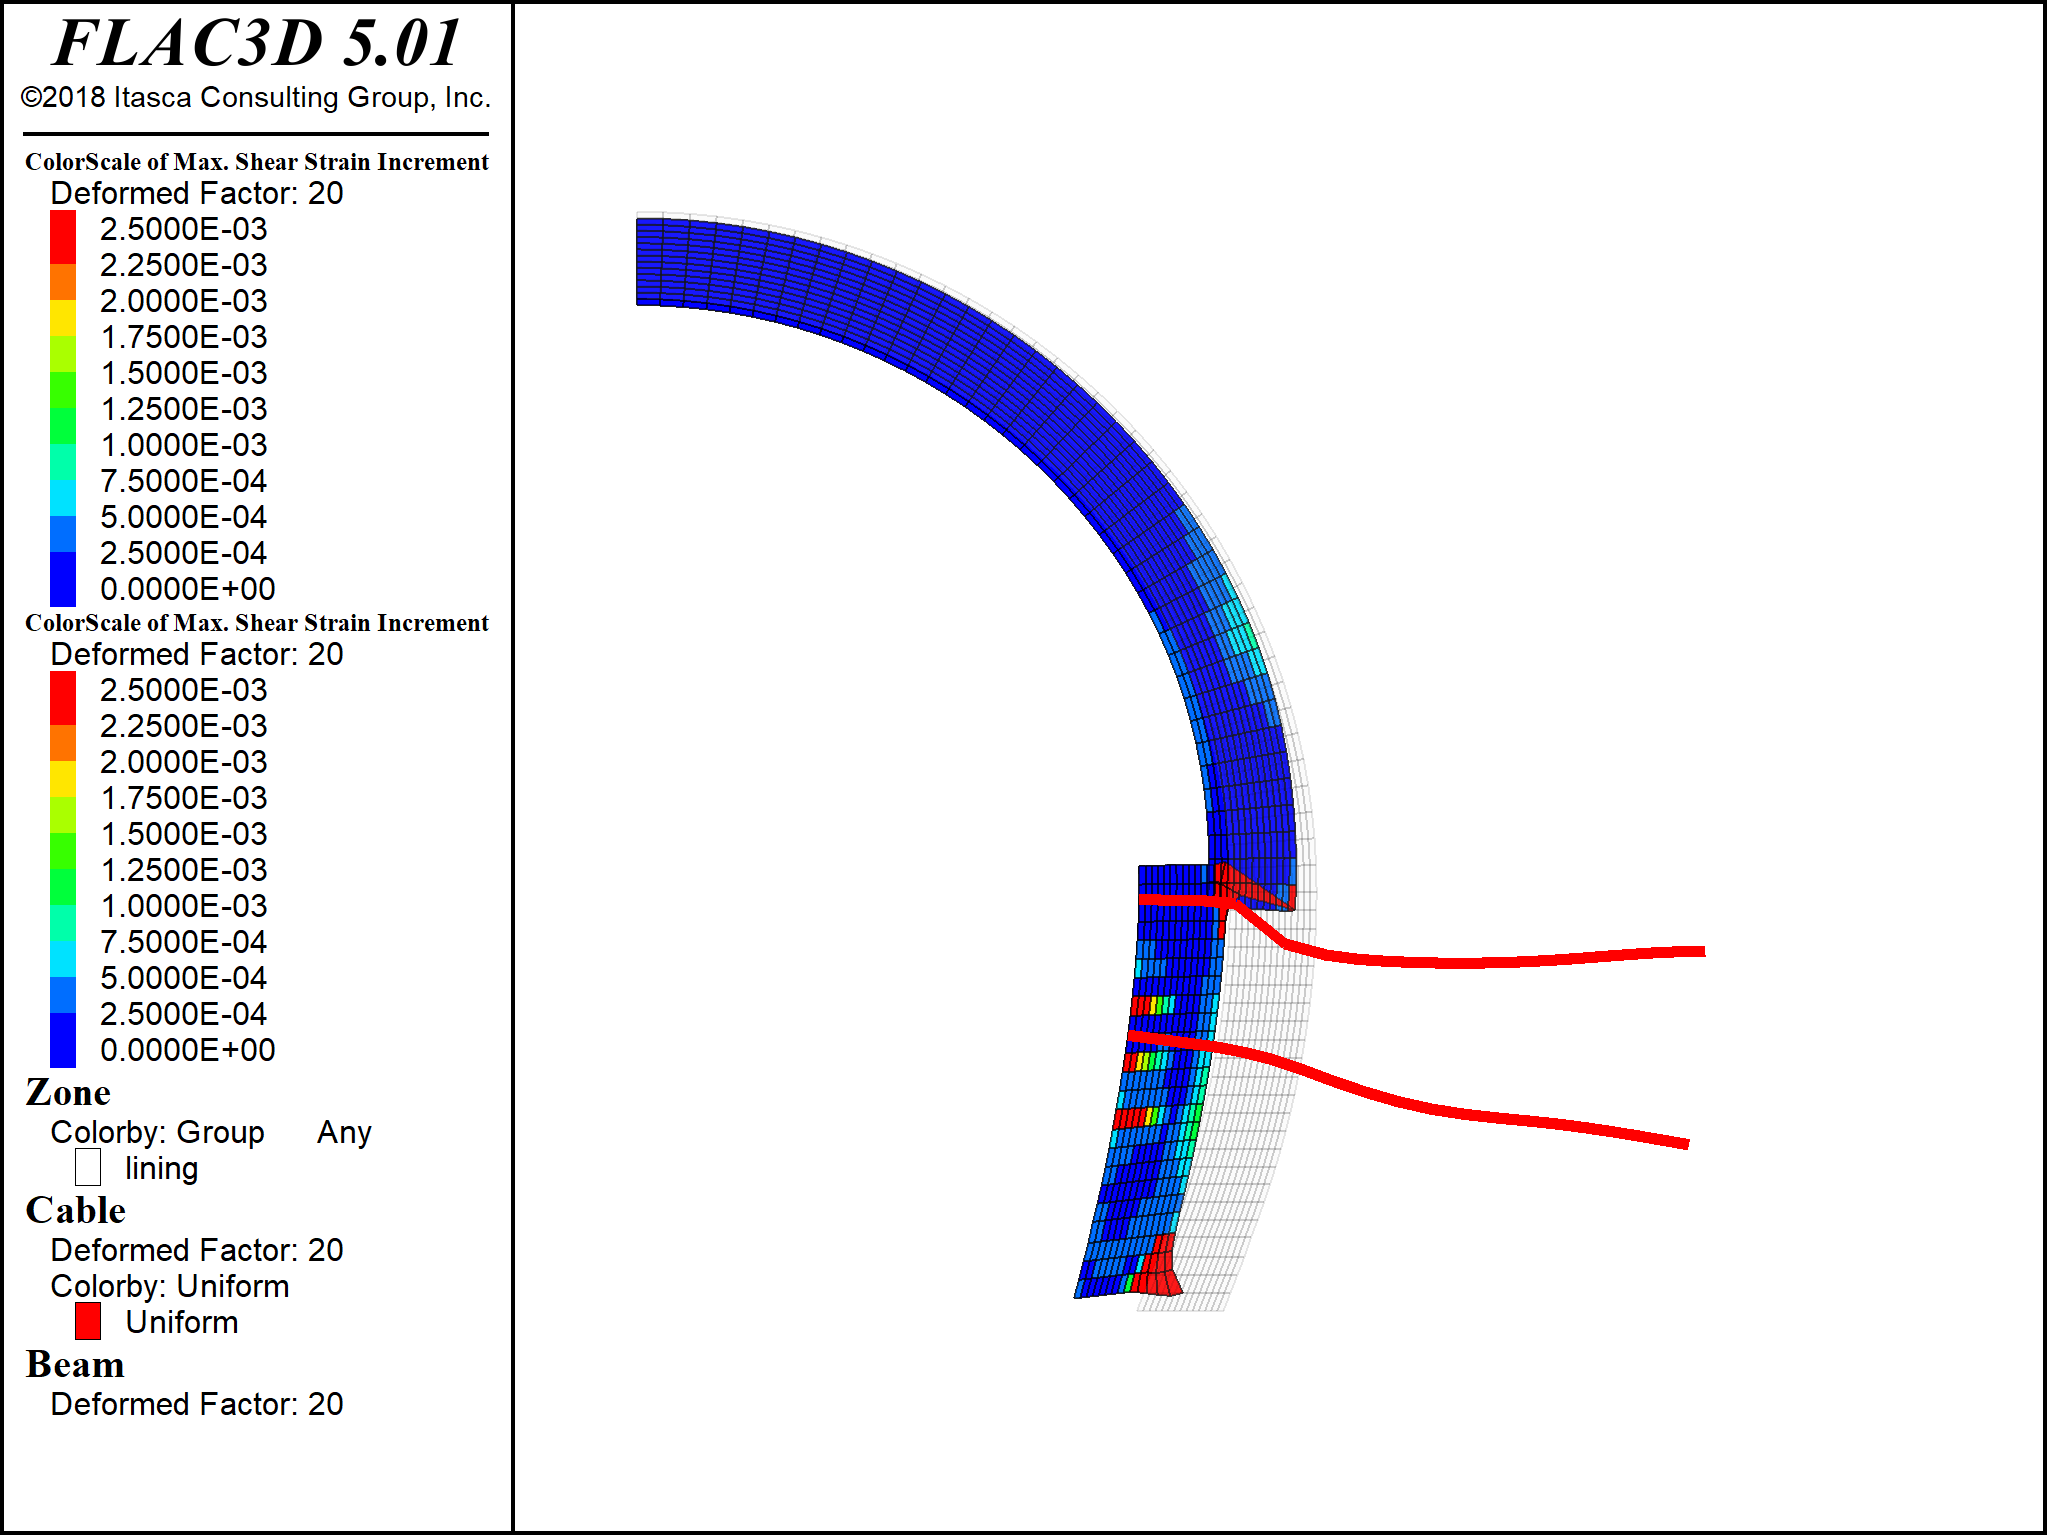 FLAC3D 5.01
©2018 Itasca Consulting Group, Inc.
ColorScale of Max. Shear Strain Increment
Deformed Factor: 20
2.5000E-03
2.2500E-03
2.0000E-03
1.7500E-03
1.5000E-03
1.2500E-03
1.0000E-03
7.5000E-04
5.0000E-04
2.5000E-04
0.0000E+00
ColorScale of Max. Shear Strain Increment
Deformed Factor: 20
2.5000E-03
2.2500E-03
2.0000E-03
1.7500E-03
1.5000E-03
1.2500E-03
1.0000E-03
7.5000E-04
5.0000E-04
2.5000E-04
0.0000E+00
Zone
Colorby: Group Any
lining
Cable
Deformed Factor: 20
Colorby: Uniform
Uniform
Beam
Deformed Factor: 20